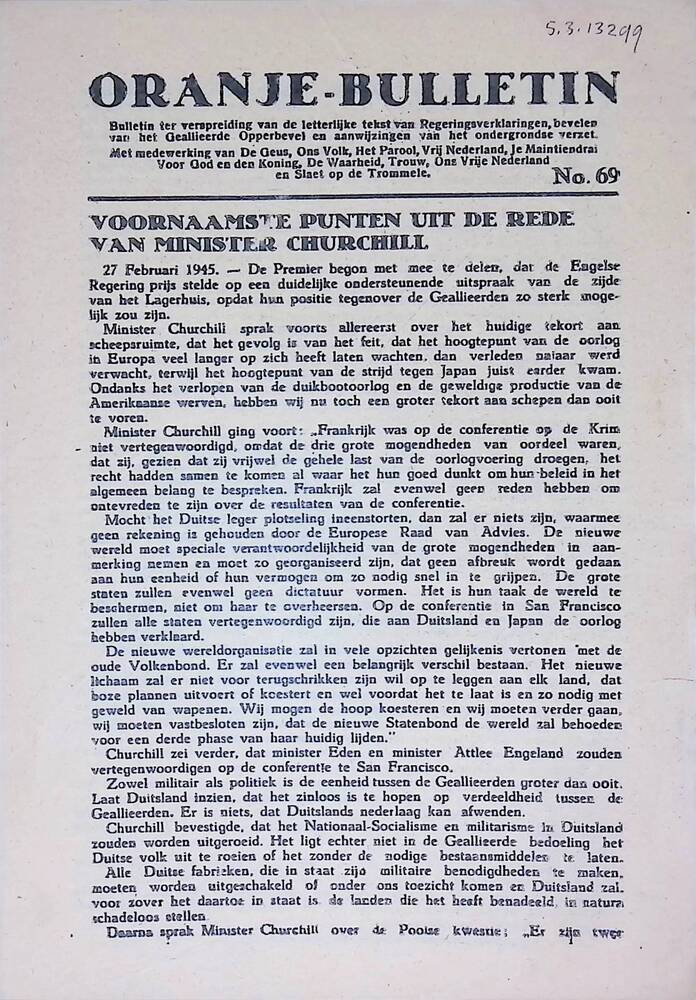 5.3.13299
ORANJE-BULLETIN
Bulletin ter verspreiding van de letterlijke tekst van Regeringsverklaringen, bevelen
van het Geallieerde Opperbevel en aanwijzingen van het ondergrondse verzet.
Met medewerking van De Geus, Ons Volk, Het Parool, Vrij Nederland, Je Maintiendrai
Voor God en den Koning, De Waarheid, Trouw, Ons Vrije Nederland
en Slaet op de Trommele.
No. 69
VOORNAAMSTE PUNTEN UIT DE REDE
VAN MINISTER CHURCHILL
27 Februari 1945. — De Premier begon met mee te delen, dat de Engelse
Regering prijs stelde op een duidelijke ondersteunende uitspraak van de zijde
van het Lagerhuis, opdat hun positie tegenover de Geallieerden zo sterk moge-
lijk zou zijn.
Minister Churchill sprak voorts allereerst over het huidige tekort aan
scheepsruimte, dat het gevolg is van het feit, dat het hoogtepunt van de oorlog
in Europa veel langer op zich heeft laten wachten, dan verleden najaar werd
verwacht, terwijl het hoogtepunt van de strijd tegen Japan juist eerder kwam.
Ondanks het verlopen van de duikbootoorlog en de geweldige productie van de
Amerikaanse werven, hebben wij nu toch een groter tekort aan schepen dan ooit
te voren.
Minister Churchill ging voort: „Frankrijk was op de conferentie op de Krim
niet vertegenwoordigd, omdat de drie grote mogendheden van oordeel waren,
dat zij, gezien dat zij vrijwel de gehele last van de oorlogvoering droegen, het
recht hadden samen te komen al waar het hun goed dunkt om hun beleid in het
algemeen belang te bespreken. Frankrijk zal evenwel geen reden hebben om
ontevreden te zijn over de resultaten van de conferentie.
Mocht het Duitse leger plotseling ineenstorten, dan zal er niets zijn, waarmee
geen rekening is gehouden door de Europese Raad van Advies. De nieuwe
wereld moet speciale verantwoordelijkheid van de grote mogendheden in aan-
merking nemen en moet zo georganiseerd zijn, dat geen afbreuk wordt gedaan
aan hun eenheid of hun vermogen om zo nodig snel in te grijpen. De grote
staten zullen evenwel geen dictatuur vormen. Het is hun taak de wereld te
beschermen, niet om haar te overheersen. Op de conferentie in San Francisco
zullen alle staten vertegenwoordigd zijn, die aan Duitsland en Japan de oorlog
hebben verklaard.
De nieuwe wereldorganisatie zal in vele opzichten gelijkenis vertonen met de
oude Volkenbond. Er zal evenwel een belangrijk verschil bestaan. Het nieuwe
lichaam zal er niet voor terugschrikken zijn wil op te leggen aan elk land, dat
boze plannen uitvoert of koestert en wel voordat het te laat is en zo nodig met
geweld van wapenen. Wij mogen de hoop koesteren en wij moeten verder gaan,
wij moeten vastbesloten zijn, dat de nieuwe Statenbond de wereld zal behoeden
voor een derde phase van haar huidig lijden."
Churchill zei verder, dat minister Eden en minister Attlee Engeland zouden
vertegenwoordigen op de conferentie te San Francisco.
Zowel militair als politiek is de eenheid tussen de Geallieerden groter dan ooit.
Laat Duitsland inzien, dat het zinloos is te hopen op verdeeldheid tussen de
Geallieerden. Er is niets, dat Duitslands nederlaag kan afwenden.
Churchill bevestigde, dat het Nationaal-Socialisme en militarisme in Duitsland
zouden worden uitgeroeid. Het ligt echter niet in de Geallieerde bedoeling het
Duitse volk uit te roeien of het zonder de nodige bestaansmiddelen te laten.
Alle Duitse fabrieken, die in staat zijn militaire benodigdheden te maken,
moeten worden uitgeschakeld of onder ons toezicht komen en Duitsland zal,
voor zover het daartoe in staat is de landen die het heeft benadeeld, in natura
schadeloos stellen.
Daarna sprak Minister Churchill over de Poolse kwestie: „Er zijn twee